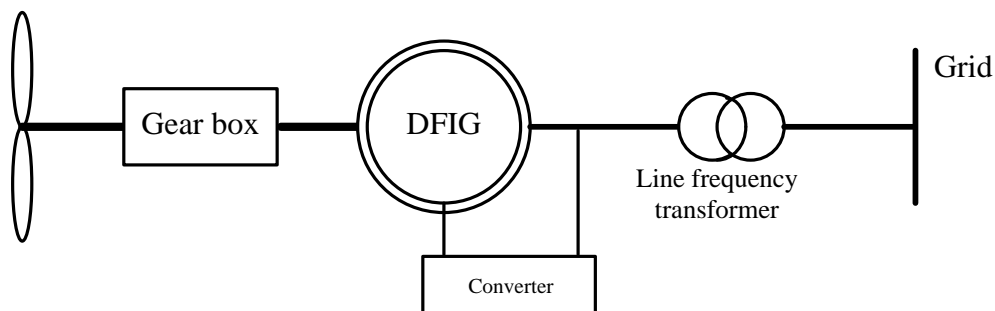 Grid
Gear box
DFIG
Line frequency
transformer
Converter